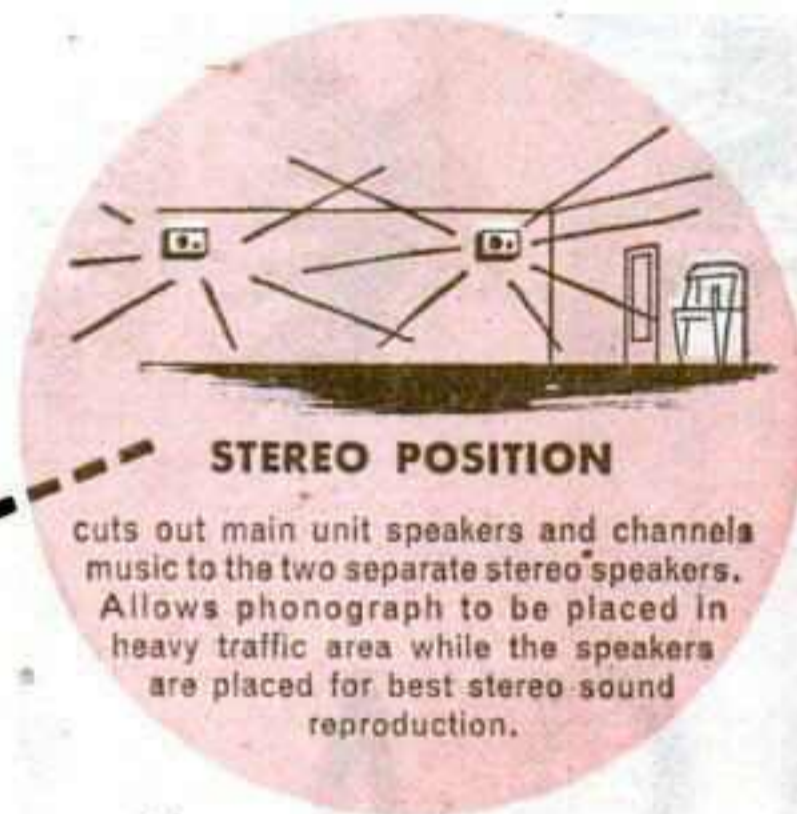 STEREO POSITION
cuts out main unit speakers and channels
music to the two separate stereo speakers.
Allows phonograph to be placed in
heavy traffic area while the speakers
are placed for best stereo sound
reproduction.